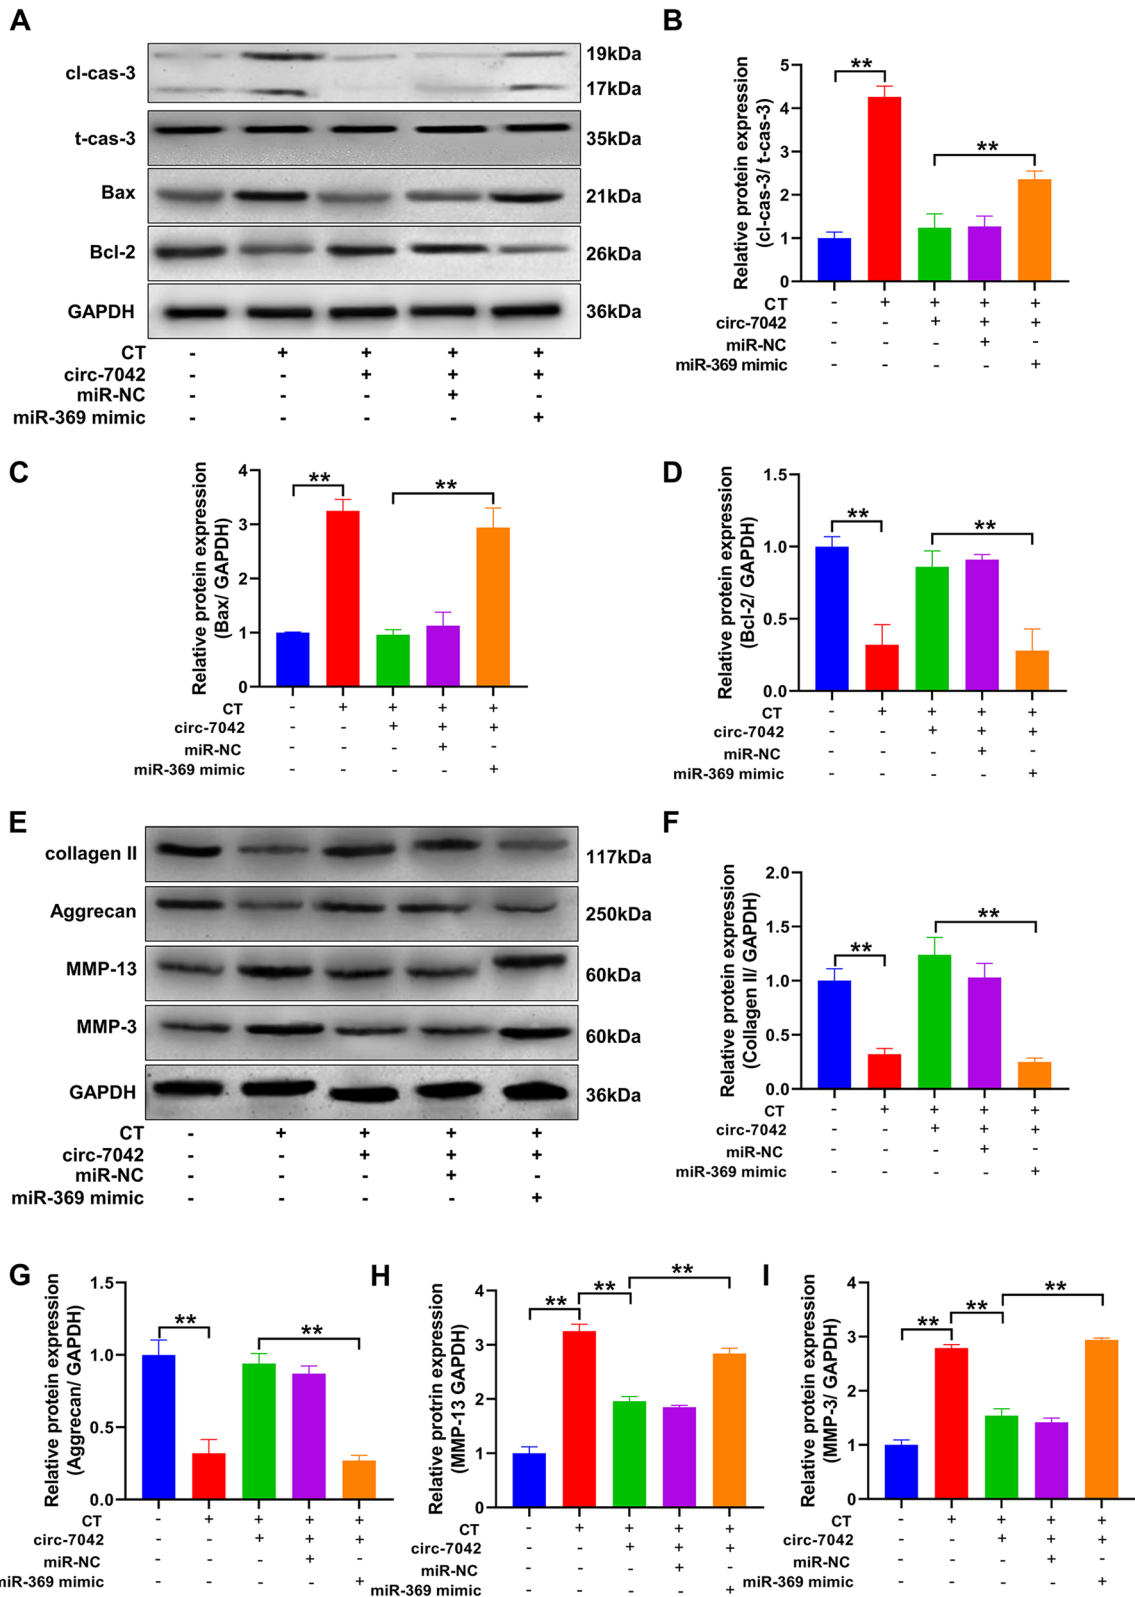 A
cl-cas-3
19kDa
17kDa
t-cas-3
35kDa
Bax
21kDa
Bcl-2
26kDa
GAPDH
36kDa
CT - + + + +
circ-7042 - - + + +
miR-NC - - - + -
miR-369 mimic - - - - +
B
Relative protein expression
(cl-cas-3/ t-cas-3)
5
4
3
2
1
0
**
**
CT - + + + +
circ-7042 - - + + +
miR-NC - - - + -
miR-369 mimic - - - - +
C
Relative protein expression
(Bax/ GAPDH)
4
3
2
1
0
**
**
CT - + + + +
circ-7042 - - + + +
miR-NC - - - + -
miR-369 mimic - - - - +
D
Relative protein expression
(Bcl-2/ GAPDH)
1.5
1.0
0.5
0.0
**
**
CT - + + + +
circ-7042 - - + + +
miR-NC - - - + -
miR-369 mimic - - - - +
E
collagen II
117kDa
Aggrecan
250kDa
MMP-13
60kDa
MMP-3
60kDa
GAPDH
36kDa
CT - + + + +
circ-7042 - - + + +
miR-NC - - - + -
miR-369 mimic - - - - +
F
Relative protein expression
(Collagen II/ GAPDH)
2.0
1.5
1.0
0.5
0.0
**
**
CT - + + + +
circ-7042 - - + + +
miR-NC - - - + -
miR-369 mimic - - - - +
G
Relative protein expression
(Aggrecan/ GAPDH)
1.5
1.0
0.5
0.0
**
**
CT - + + + +
circ-7042 - - + + +
miR-NC - - - + -
miR-369 mimic - - - - +
H
Relative protrin expression
(MMP-13 GAPDH)
4
3
2
1
0
**
**
**
CT - + + + +
circ-7042 - - + + +
miR-NC - - - + -
miR-369 mimic - - - - +
I
Relative protein expression
(MMP-3/ GAPDH)
4
3
2
1
0
**
**
**
CT - + + + +
circ-7042 - - + + +
miR-NC - - - + -
miR-369 mimic - - - - +